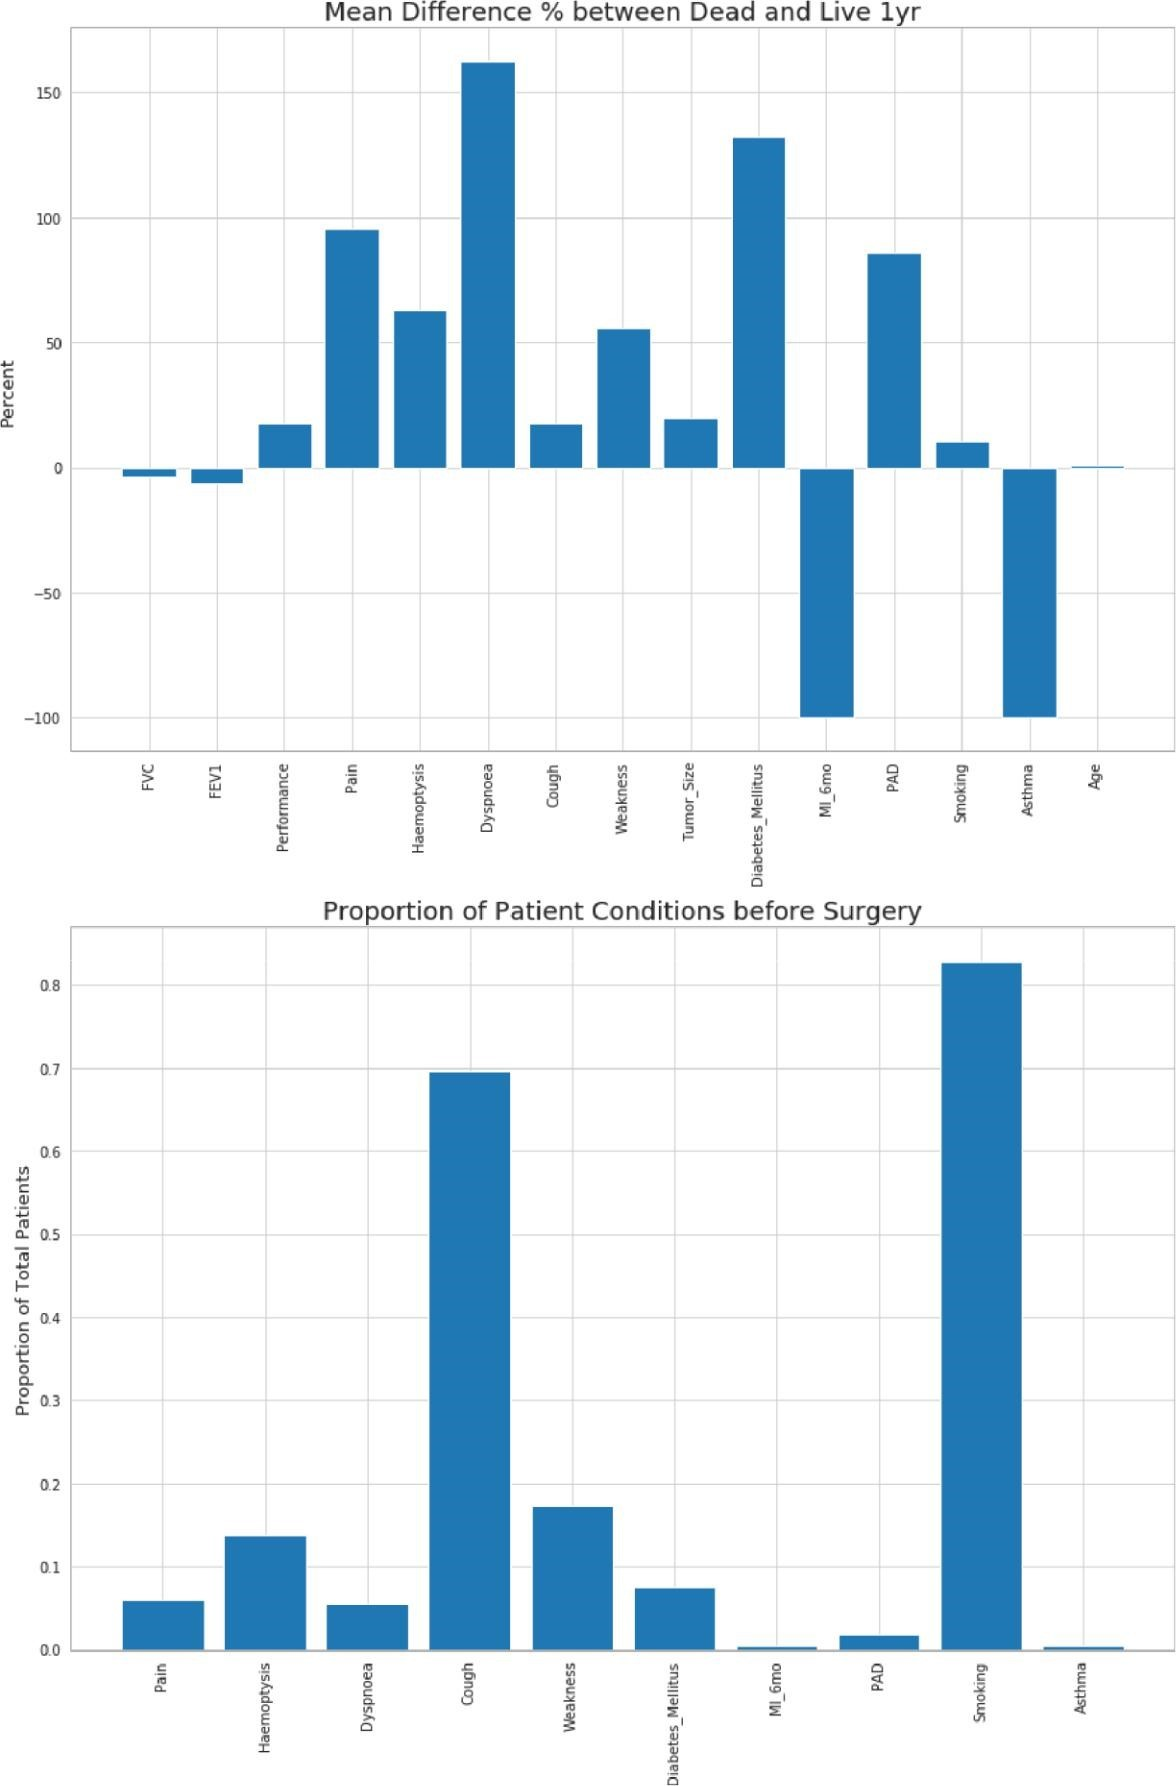 Mean Difference % between Dead and Live 1yr
Percent
150
100
50
0
−50
−100
FVC
FEV1
Performance
Pain
Haemoptysis
Dyspnoea
Cough
Weakness
Tumor_Size
Diabetes_Mellitus
MI_6mo
PAD
Smoking
Asthma
Age
Proportion of Patient Conditions before Surgery
Proportion of Total Patients
0.8
0.7
0.6
0.5
0.4
0.3
0.2
0.1
0.0
Pain
Haemoptysis
Dyspnoea
Cough
Weakness
Diabetes_Mellitus
MI_6mo
PAD
Smoking
Asthma